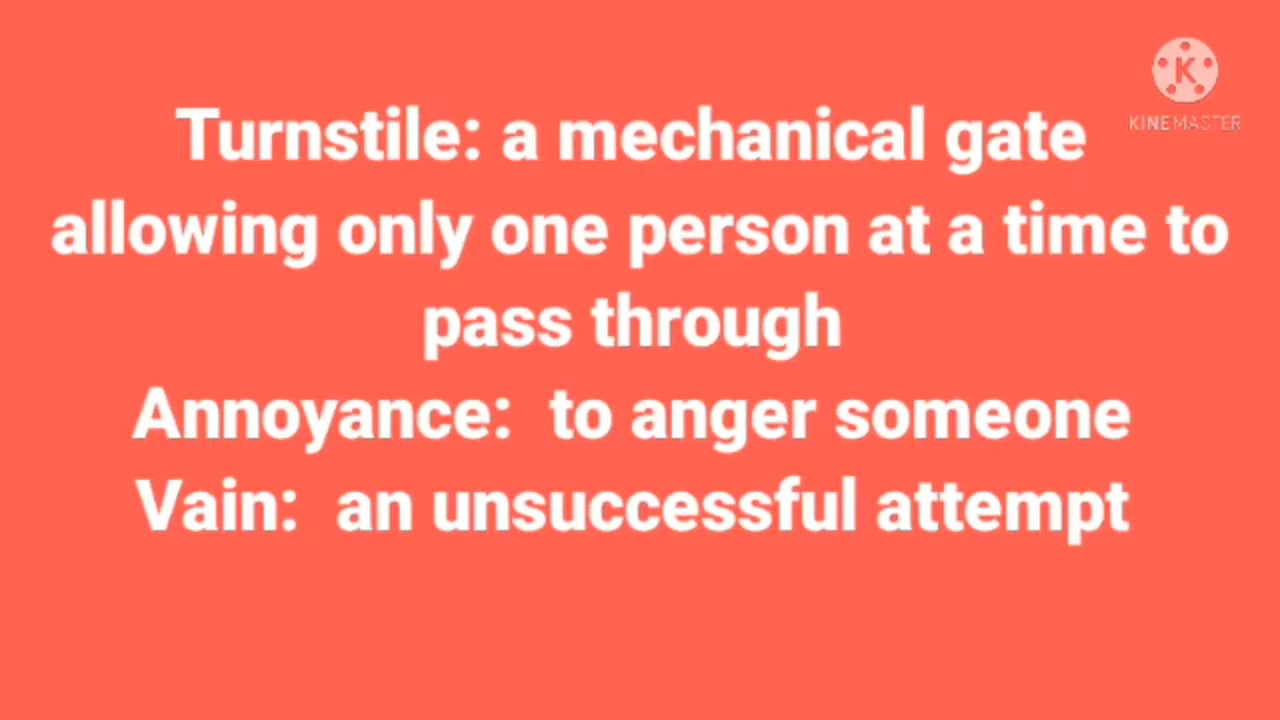 K
KINEMASTER
Turnstile: a mechanical gate
allowing only one person at a time to
pass through
Annoyance:  to anger someone
Vain:  an unsuccessful attempt